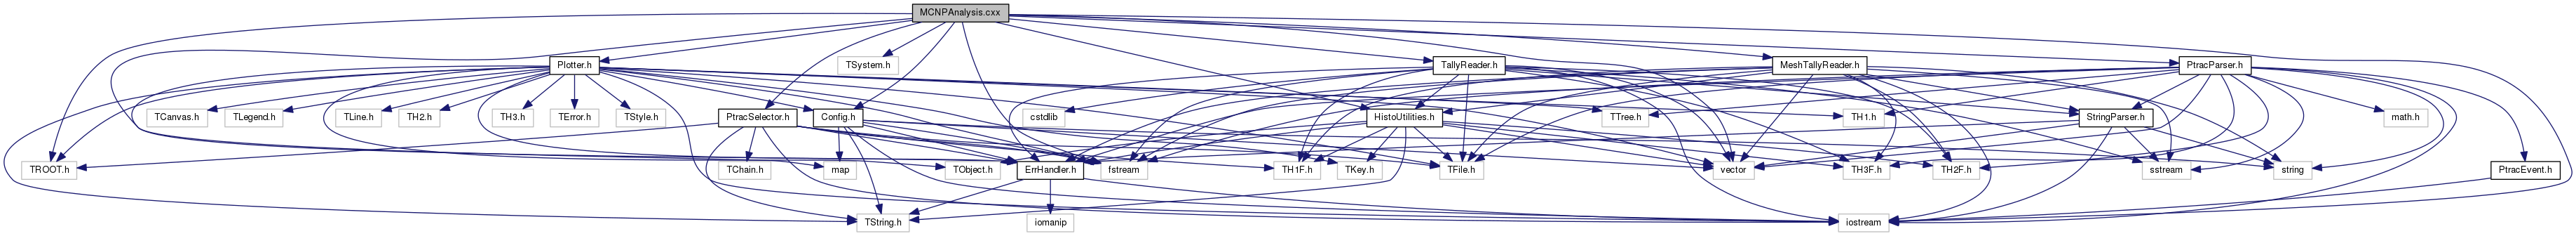 MCNPAnalysis.cxx
Plotter.h
TSystem.h
TallyReader.h
MeshTallyReader.h
PtracParser.h
TCanvas.h
TLegend.h
TLine.h
TH2.h
TH3.h
TError.h
TStyle.h
PtracSelector.h
Config.h
cstdlib
HistoUtilities.h
TTree.h
TH1.h
StringParser.h
math.h
TROOT.h
TChain.h
map
TObject.h
ErrHandler.h
fstream
TH1F.h
TKey.h
TFile.h
vector
TH3F.h
TH2F.h
sstream
string
PtracEvent.h
TString.h
iomanip
iostream